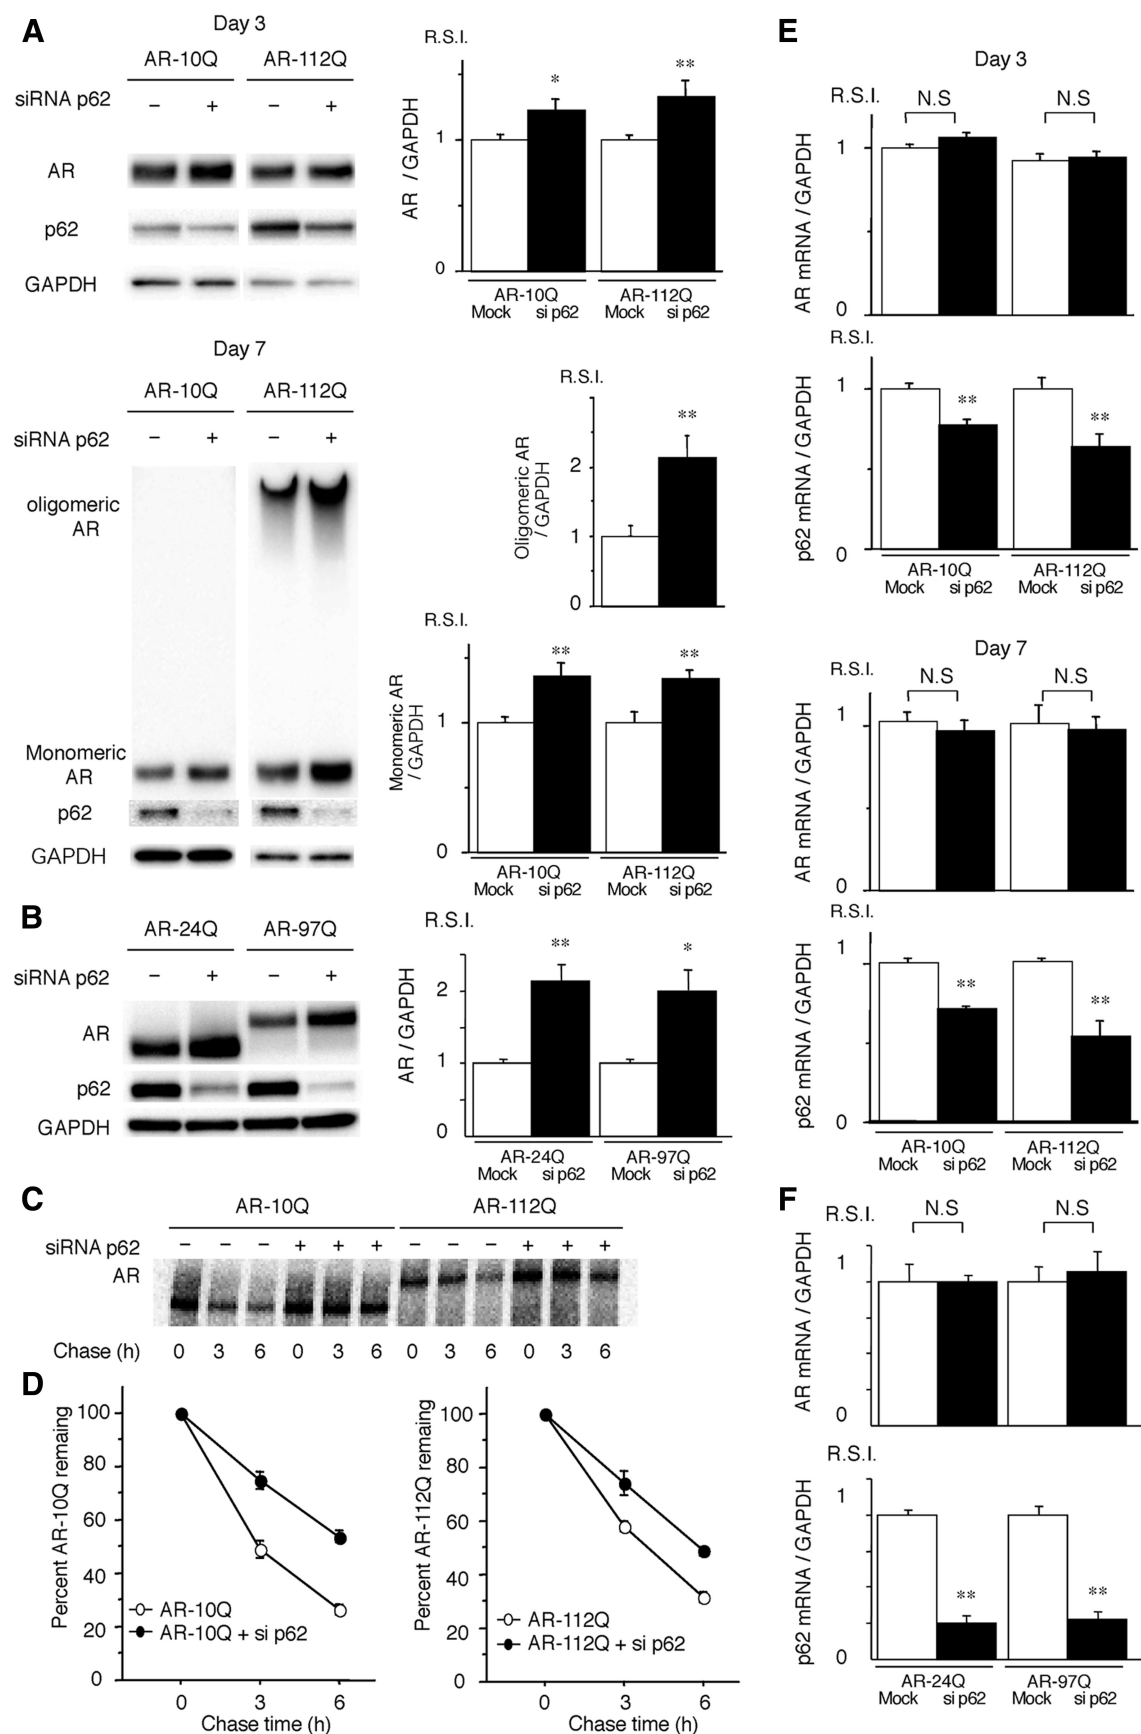 A
Day 3
AR-10Q AR-112Q
siRNA p62 − + − +
AR
p62
GAPDH
R.S.I.
AR / GAPDH
1
0
* **
AR-10Q AR-112Q
Mock si p62 Mock si p62
Day 7
AR-10Q AR-112Q
siRNA p62 − + − +
oligomeric
AR
Monomeric
AR
p62
GAPDH
R.S.I.
Oligomeric AR
/ GAPDH
2
1
0
**
R.S.I.
Monomeric AR
/ GAPDH
1
0
** **
AR-10Q AR-112Q
Mock si p62 Mock si p62
B
AR-24Q AR-97Q
siRNA p62 − + − +
AR
p62
GAPDH
R.S.I.
AR / GAPDH
2
1
0
** *
AR-24Q AR-97Q
Mock si p62 Mock si p62
C
AR-10Q AR-112Q
siRNA p62 − − − + + + − − − + + +
AR
Chase (h) 0 3 6 0 3 6 0 3 6 0 3 6
D
Percent AR-10Q remaing
100
80
60
40
20
0
AR-10Q
AR-10Q + si p62
0 3 6
Chase time (h)
Percent AR-112Q remaing
100
80
60
40
20
0
AR-112Q
AR-112Q + si p62
0 3 6
Chase time (h)
E
Day 3
R.S.I.
N.S N.S
AR mRNA / GAPDH
1
0
R.S.I.
p62 mRNA / GAPDH
1
0
** **
AR-10Q AR-112Q
Mock si p62 Mock si p62
Day 7
R.S.I.
N.S N.S
AR mRNA / GAPDH
1
0
R.S.I.
p62 mRNA / GAPDH
1
0
** **
AR-10Q AR-112Q
Mock si p62 Mock si p62
F
R.S.I.
N.S N.S
AR mRNA / GAPDH
1
0
R.S.I.
p62 mRNA / GAPDH
1
0
** **
AR-24Q AR-97Q
Mock si p62 Mock si p62